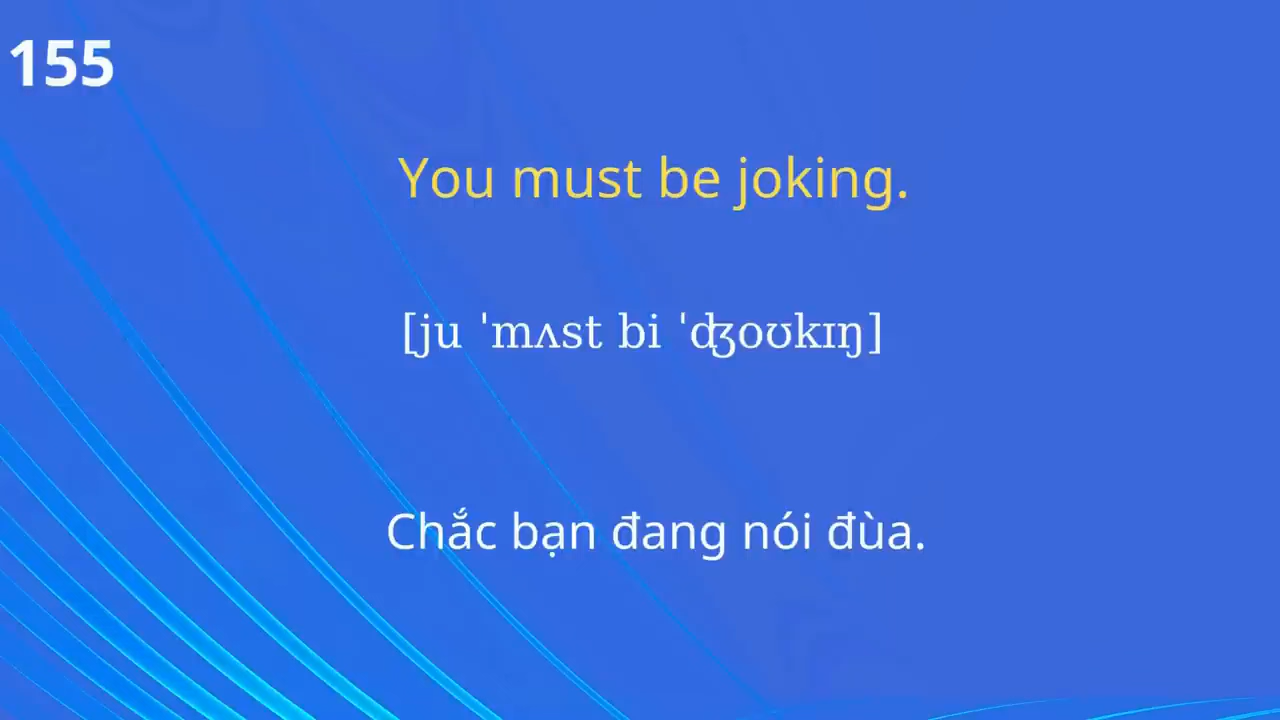 155
You must be joking.
[ju ˈmʌst bi ˈʤoʊkɪŋ]
Chắc bạn đang nói đùa.